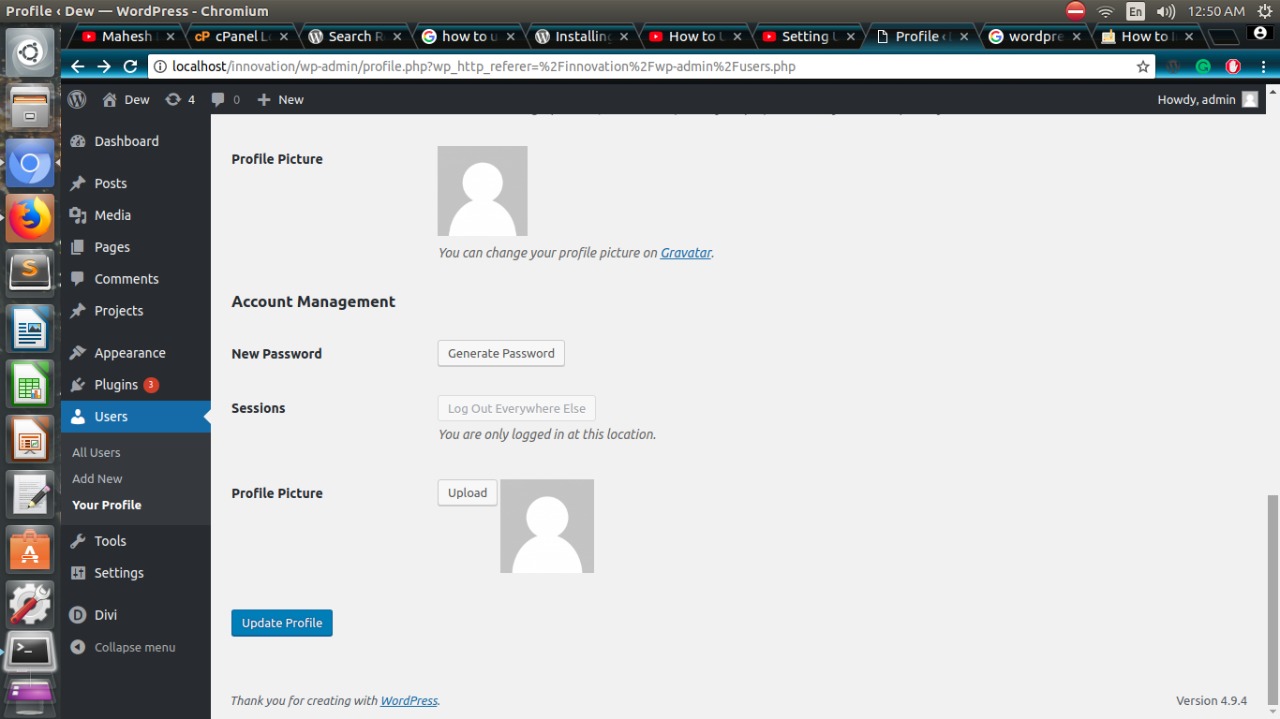 Profile ‹ Dew — WordPress - Chromium
En
12:50 AM
Mahesh
cPanel L
Search R
how to u
Installing
How to U
Setting U
Profile ‹
wordpre
How to I
localhost/innovation/wp-admin/profile.php?wp_http_referer=%2Finnovation%2Fwp-admin%2Fusers.php
Dew
4
0
New
Howdy, admin
Dashboard
Posts
Media
Pages
Comments
Projects
Appearance
Plugins 3
Users
All Users
Add New
Your Profile
Tools
Settings
Divi
Collapse menu
Profile Picture
You can change your profile picture on Gravatar.
Account Management
New Password
Generate Password
Sessions
Log Out Everywhere Else
You are only logged in at this location.
Profile Picture
Upload
Update Profile
Thank you for creating with WordPress.
Version 4.9.4